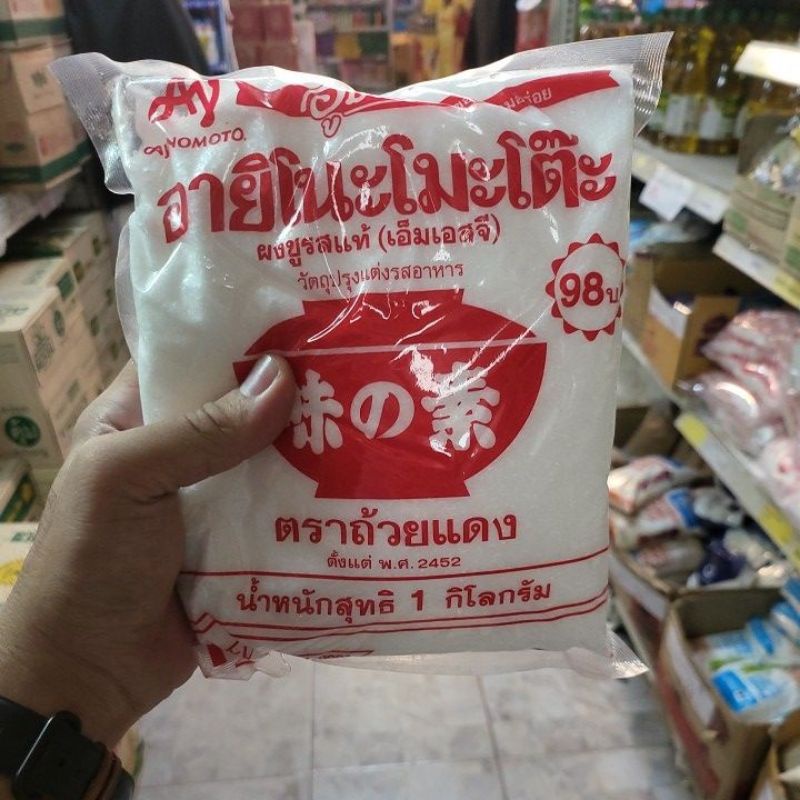 AJINOMOTO®
อายิโนะโมะโต๊ะ
ผงชูรสแท้ (เอ็มเอสจี)
วัตถุปรุงแต่งรสอาหาร
98บ
味の素
ตราถ้วยแดง
ตั้งแต่ พ.ศ. 2452
น้ำหนักสุทธิ 1 กิโลกรัม